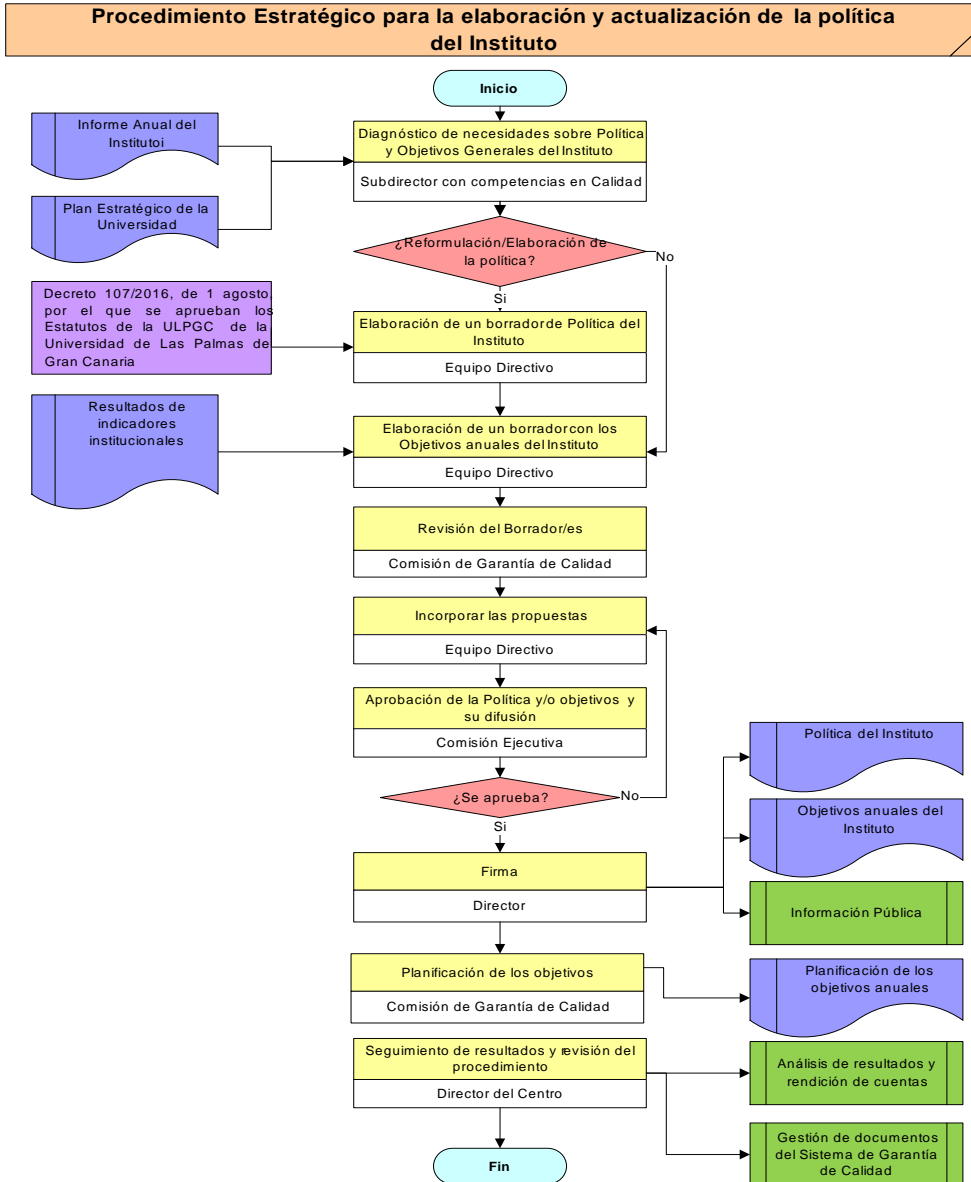 Procedimiento Estratégico para la elaboración y actualización de la política
del Instituto
Inicio
Informe Anual del
Institutoi
Diagnóstico de necesidades sobre Política
y Objetivos Generales del Instituto
Subdirector con competencias en Calidad
Plan Estratégico de la
Universidad
¿Reformulación/Elaboración de
la política?
No
Si
Decreto 107/2016, de 1 agosto,
por el que se aprueban los
Estatutos de la ULPGC de la
Universidad de Las Palmas de
Gran Canaria
Elaboración de un borrador de Política del
Instituto
Equipo Directivo
Resultados de
indicadores
institucionales
Elaboración de un borrador con los
Objetivos anuales del Instituto
Equipo Directivo
Revisión del Borrador/es
Comisión de Garantía de Calidad
Incorporar las propuestas
Equipo Directivo
Aprobación de la Política y/o objetivos y
su difusión
Comisión Ejecutiva
¿Se aprueba?
No
Si
Política del Instituto
Objetivos anuales del
Instituto
Firma
Director
Información Pública
Planificación de los objetivos
Comisión de Garantía de Calidad
Planificación de los
objetivos anuales
Seguimiento de resultados y revisión del
procedimiento
Director del Centro
Análisis de resultados y
rendición de cuentas
Gestión de documentos
del Sistema de Garantía
de Calidad
Fin